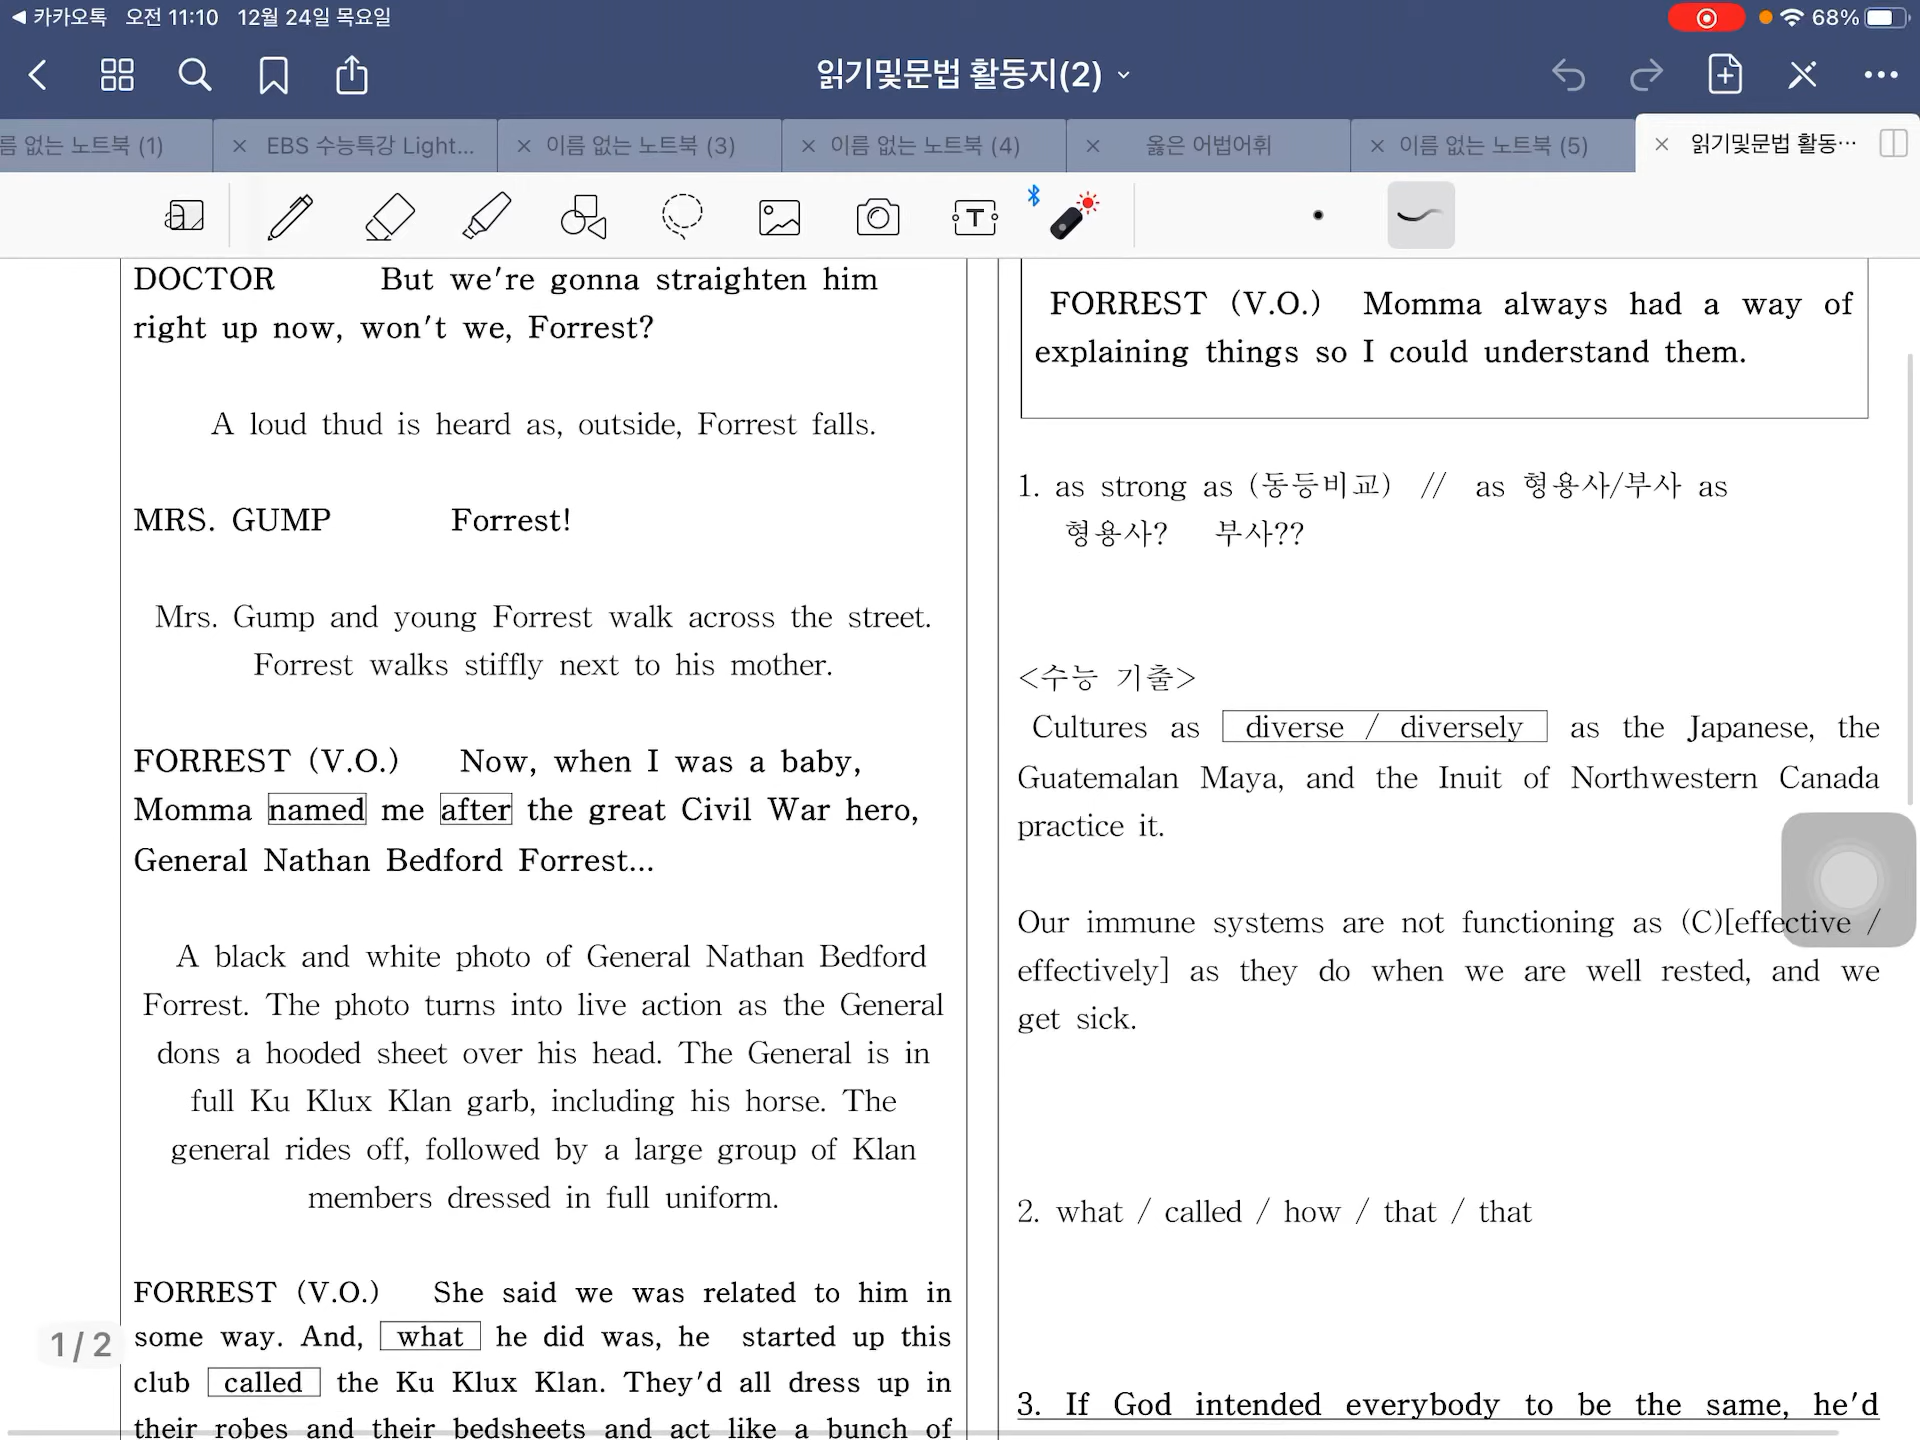 ◀ 카카오톡 오전 11:10 12월 24일 목요일
68%
읽기및문법 활동지(2)
름 없는 노트북 (1)
EBS 수능특강 Light...
이름 없는 노트북 (3)
이름 없는 노트북 (4)
옳은 어법어휘
이름 없는 노트북 (5)
읽기및문법 활동…
DOCTOR But we're gonna straighten him
right up now, won't we, Forrest?
A loud thud is heard as, outside, Forrest falls.
MRS. GUMP Forrest!
Mrs. Gump and young Forrest walk across the street.
Forrest walks stiffly next to his mother.
FORREST (V.O.) Now, when I was a baby,
Momma named me after the great Civil War hero,
General Nathan Bedford Forrest...
A black and white photo of General Nathan Bedford
Forrest. The photo turns into live action as the General
dons a hooded sheet over his head. The General is in
full Ku Klux Klan garb, including his horse. The
general rides off, followed by a large group of Klan
members dressed in full uniform.
FORREST (V.O.) She said we was related to him in
some way. And, what he did was, he started up this
club called the Ku Klux Klan. They'd all dress up in
their robes and their bedsheets and act like a bunch of
1/2
FORREST (V.O.) Momma always had a way of
explaining things so I could understand them.
1. as strong as (동등비교) // as 형용사/부사 as
형용사? 부사??
<수능 기출>
Cultures as diverse / diversely as the Japanese, the
Guatemalan Maya, and the Inuit of Northwestern Canada
practice it.
Our immune systems are not functioning as (C)[effective /
effectively] as they do when we are well rested, and we
get sick.
2. what / called / how / that / that
3. If God intended everybody to be the same, he'd